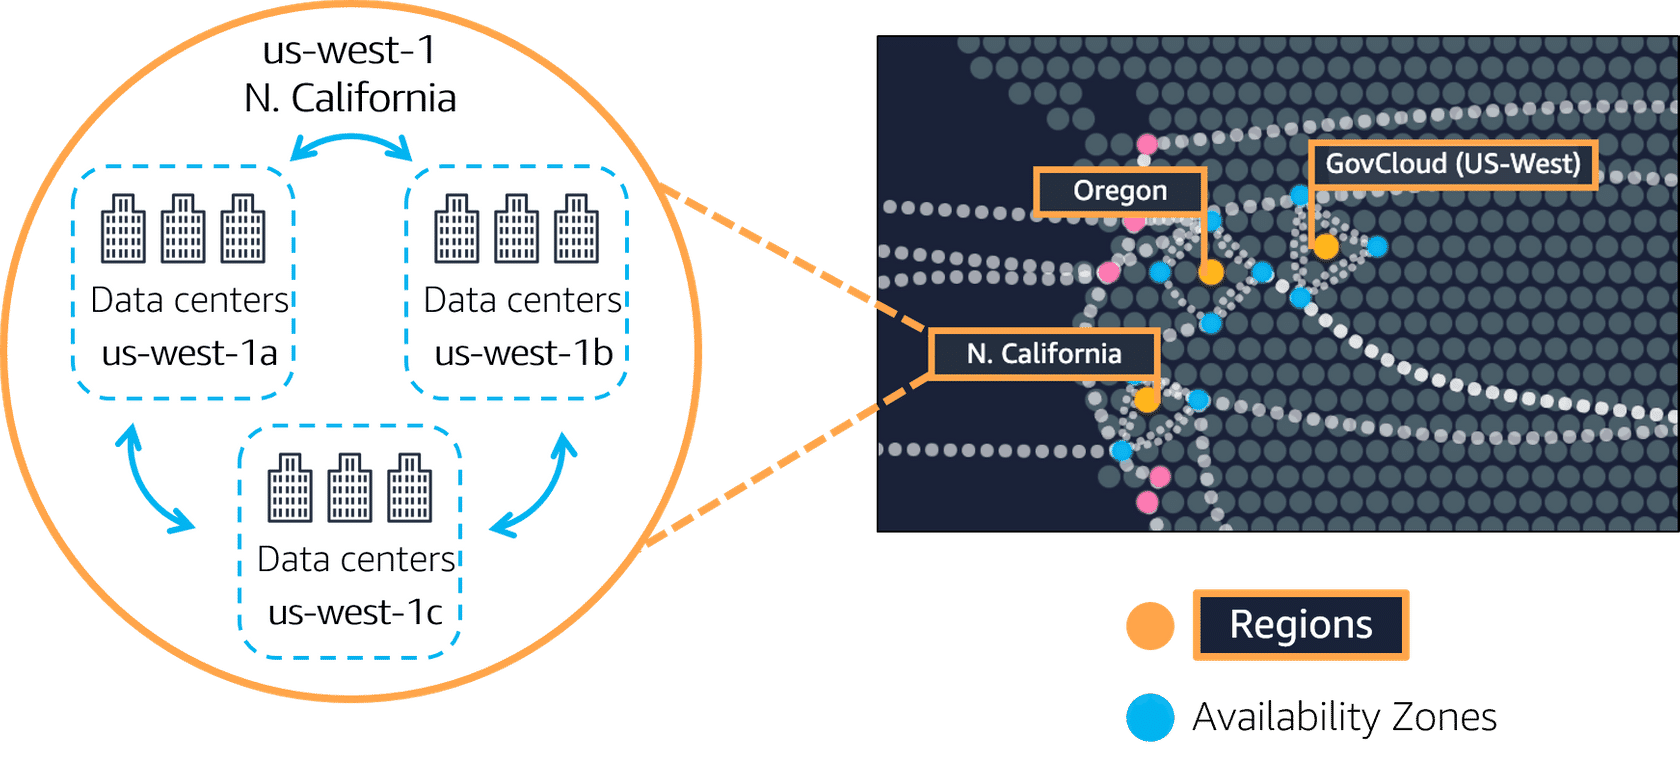 us-west-1
N. California
Data centers
us-west-1a
Data centers
us-west-1b
Data centers
us-west-1c
GovCloud (US-West)
Oregon
N. California
Regions
Availability Zones